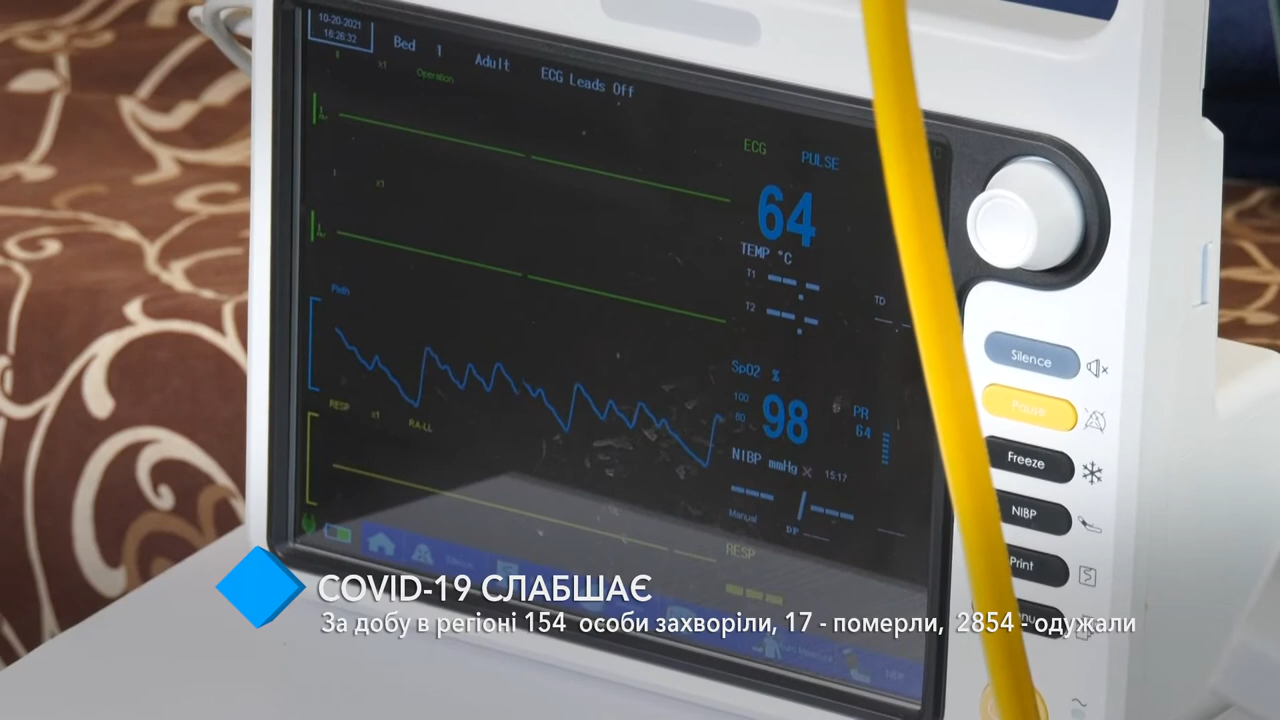 10-20-2021
16:26:32
Bed 1 Adult ECG Leads Off
I x1 Operation
ECG PULSE
64
I x1
TEMP °C
T1
T2
TD
Pleth
SpO2 %
100
80
98
PR
64
RESP x1 RA-LL
NIBP mmHg 15:17
Manual
RESP
Silence
Pause
Freeze
NIBP
Print
COVID-19 СЛАБШАЄ
За добу в регіоні 154 особи захворіли, 17 - померли, 2854 - одужали